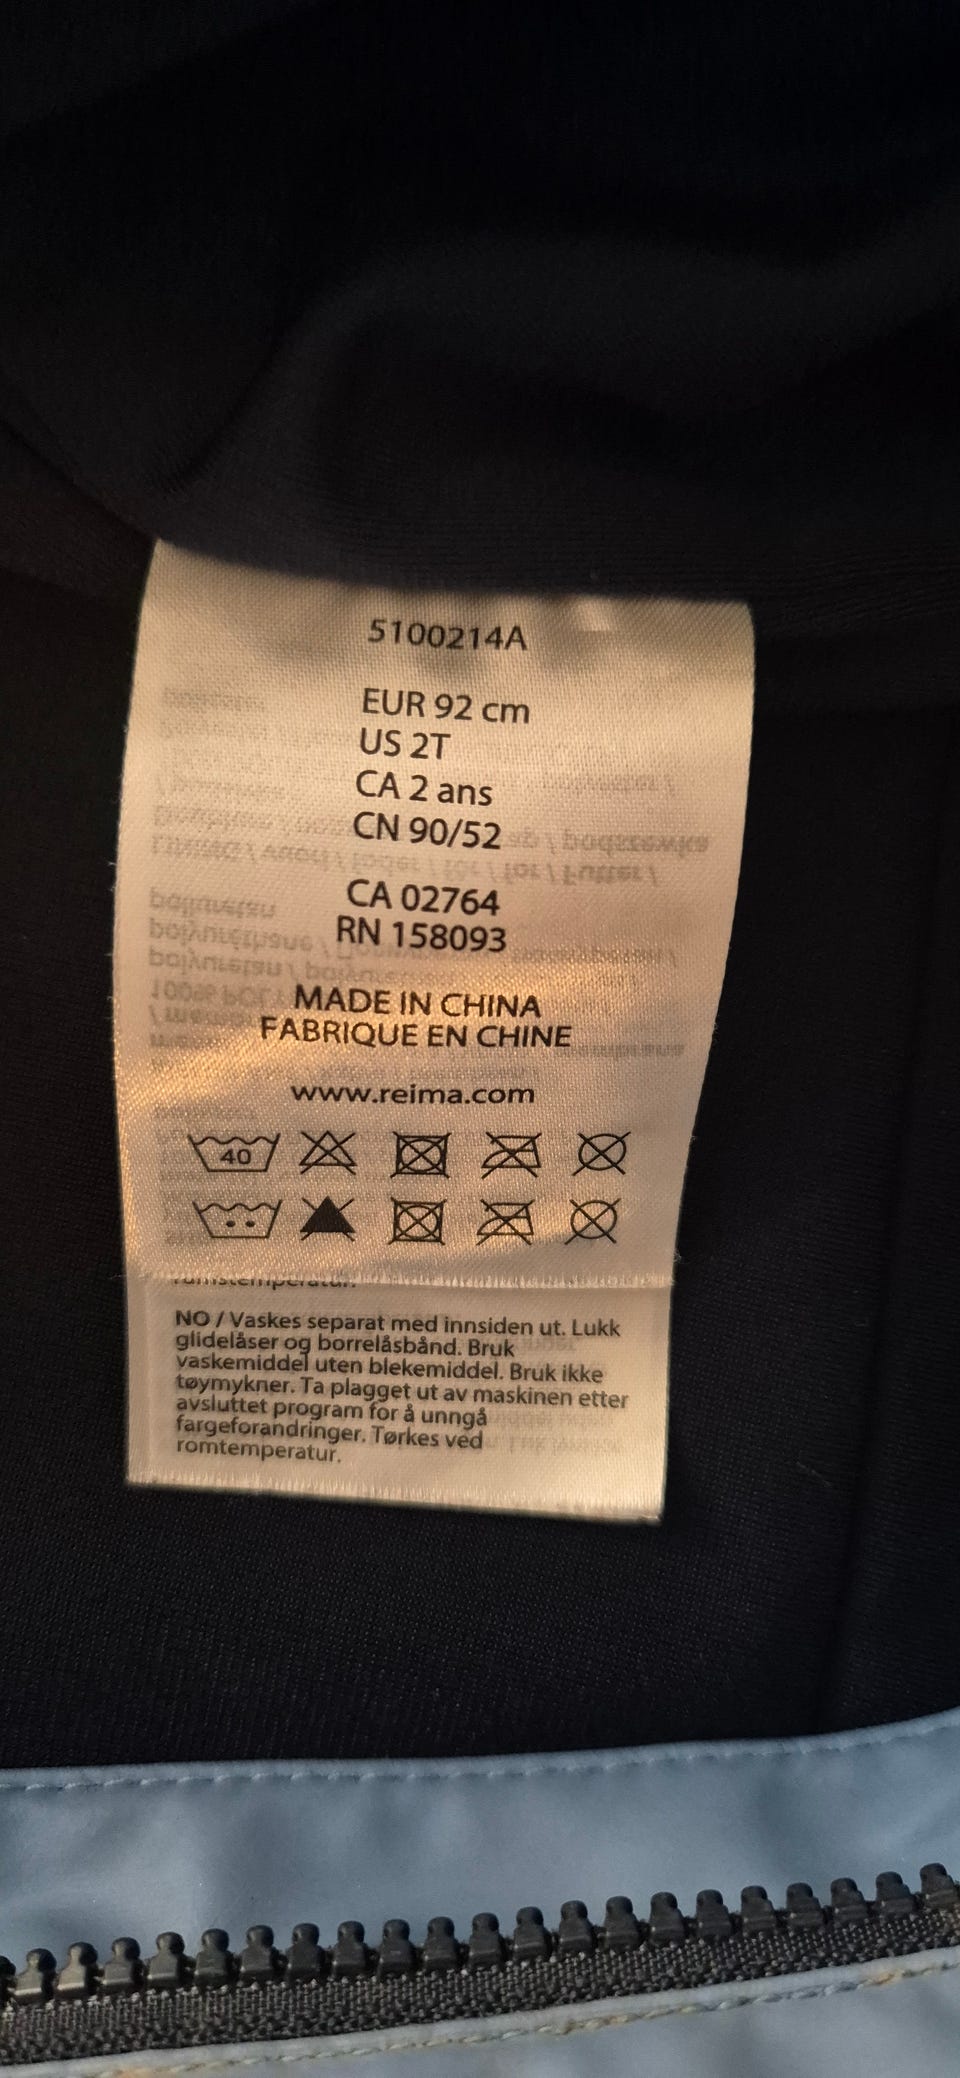 5100214A
EUR 92 cm
US 2T
CA 2 ans
CN 90/52
CA 02764
RN 158093
MADE IN CHINA
FABRIQUE EN CHINE
www.reima.com
40
NO / Vaskes separat med innsiden ut. Lukk
glidelåser og borrelåsbånd. Bruk
vaskemiddel uten blekemiddel. Bruk ikke
tøymykner. Ta plagget ut av maskinen etter
avsluttet program for å unngå
fargeforandringer. Tørkes ved
romtemperatur.